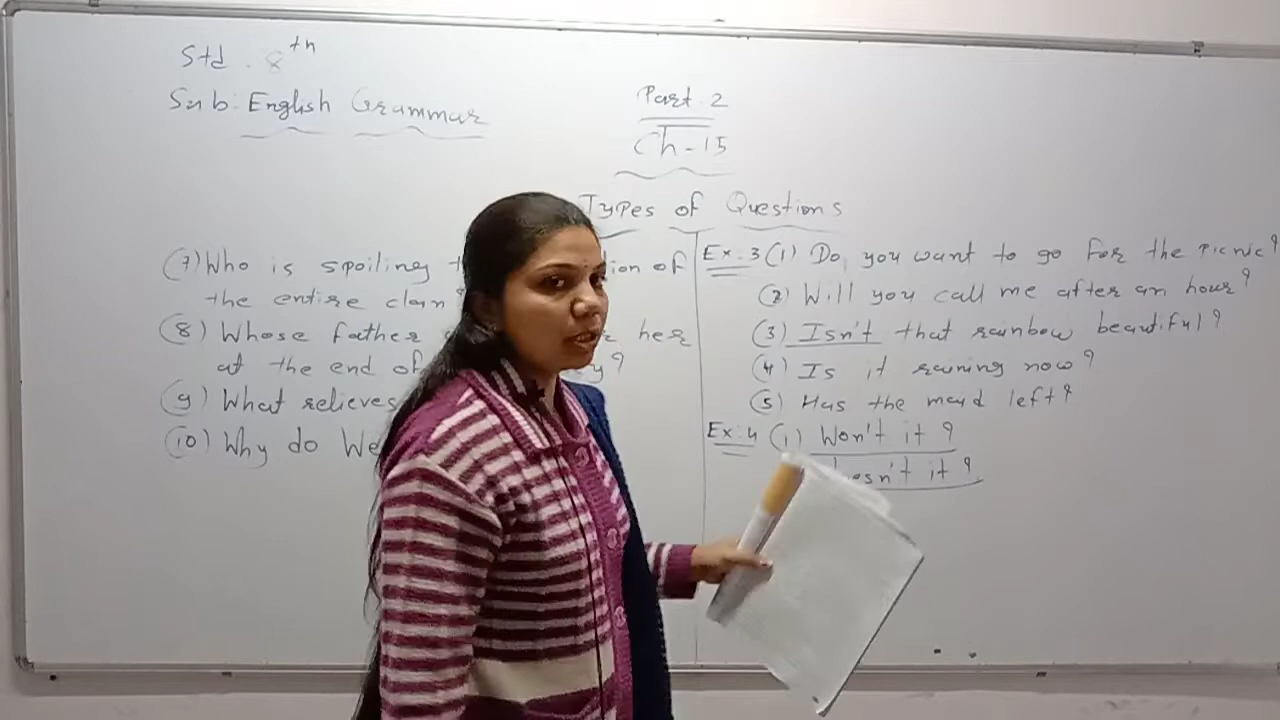 Std. 8th
Sub: English Grammar
Part. 2
Ch-15
Types of Questions
(7) Who is spoiling ion of
the entire clan?
(8) Whose father her
at the end of y?
(9) What relieves
(10) Why do We
Ex. 3 (1) Do you want to go for the picnic?
(2) Will you call me after an hour?
(3) Isn't that rainbow beautiful?
(4) Is it raining now?
(5) Has the maid left?
Ex. 4 (1) Won't it?
esn't it?